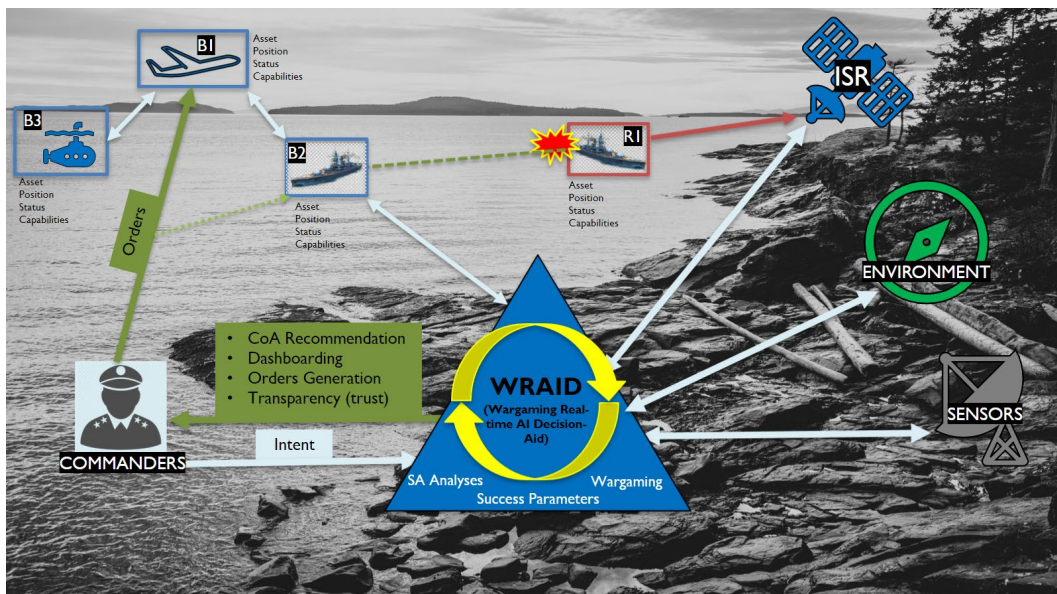 B1
Asset
Position
Status
Capabilities
ISR
B3
Asset
Position
Status
Capabilities
B2
Asset
Position
Status
Capabilities
R1
Asset
Position
Status
Capabilities
Orders
ENVIRONMENT
• CoA Recommendation
• Dashboarding
• Orders Generation
• Transparency (trust)
COMMANDERS
Intent
WRAID
(Wargaming Real-
time AI Decision-
Aid)
SA Analyses
Wargaming
Success Parameters
SENSORS